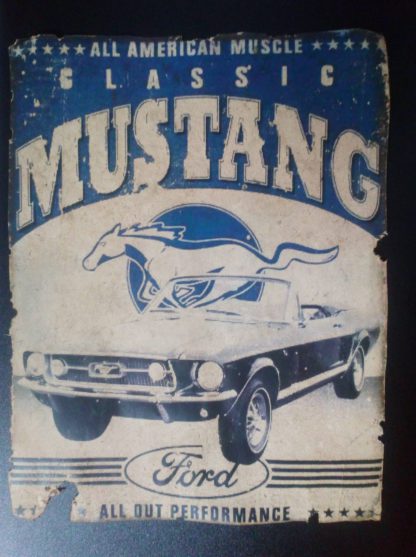 ALL AMERICAN MUSCLE
CLASSIC
MUSTANG
Ford
ALL OUT PERFORMANCE